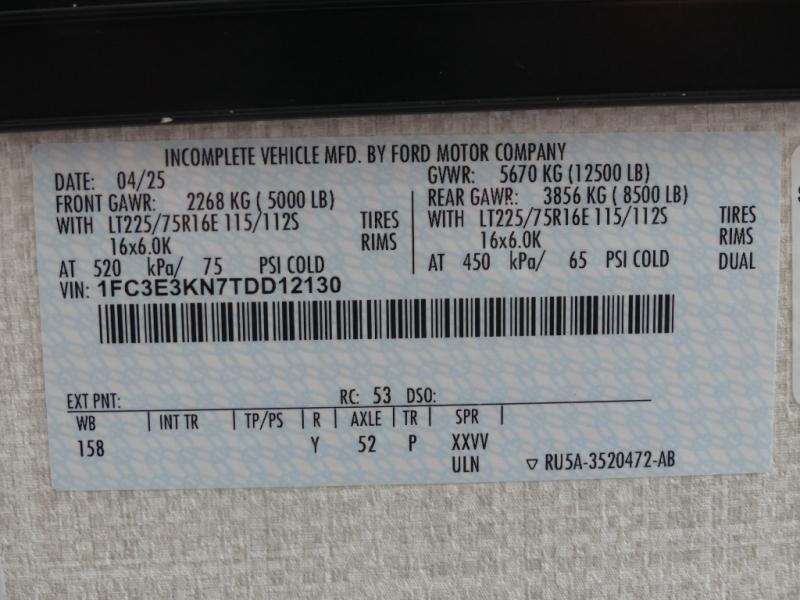 INCOMPLETE VEHICLE MFD. BY FORD MOTOR COMPANY
DATE: 04/25
GVWR: 5670 KG (12500 LB)
FRONT GAWR: 2268 KG ( 5000 LB)
REAR GAWR: 3856 KG ( 8500 LB)
WITH LT225/75R16E 115/112S TIRES
WITH LT225/75R16E 115/112S TIRES
16x6.0K RIMS
16x6.0K RIMS
AT 520 kPa/ 75 PSI COLD
AT 450 kPa/ 65 PSI COLD DUAL
VIN: 1FC3E3KN7TDD12130
EXT PNT: RC: 53 DSO:
WB | INT TR | TP/PS | R | AXLE | TR | SPR |
158 Y 52 P XXVV
ULN ▽ RU5A-3520472-AB